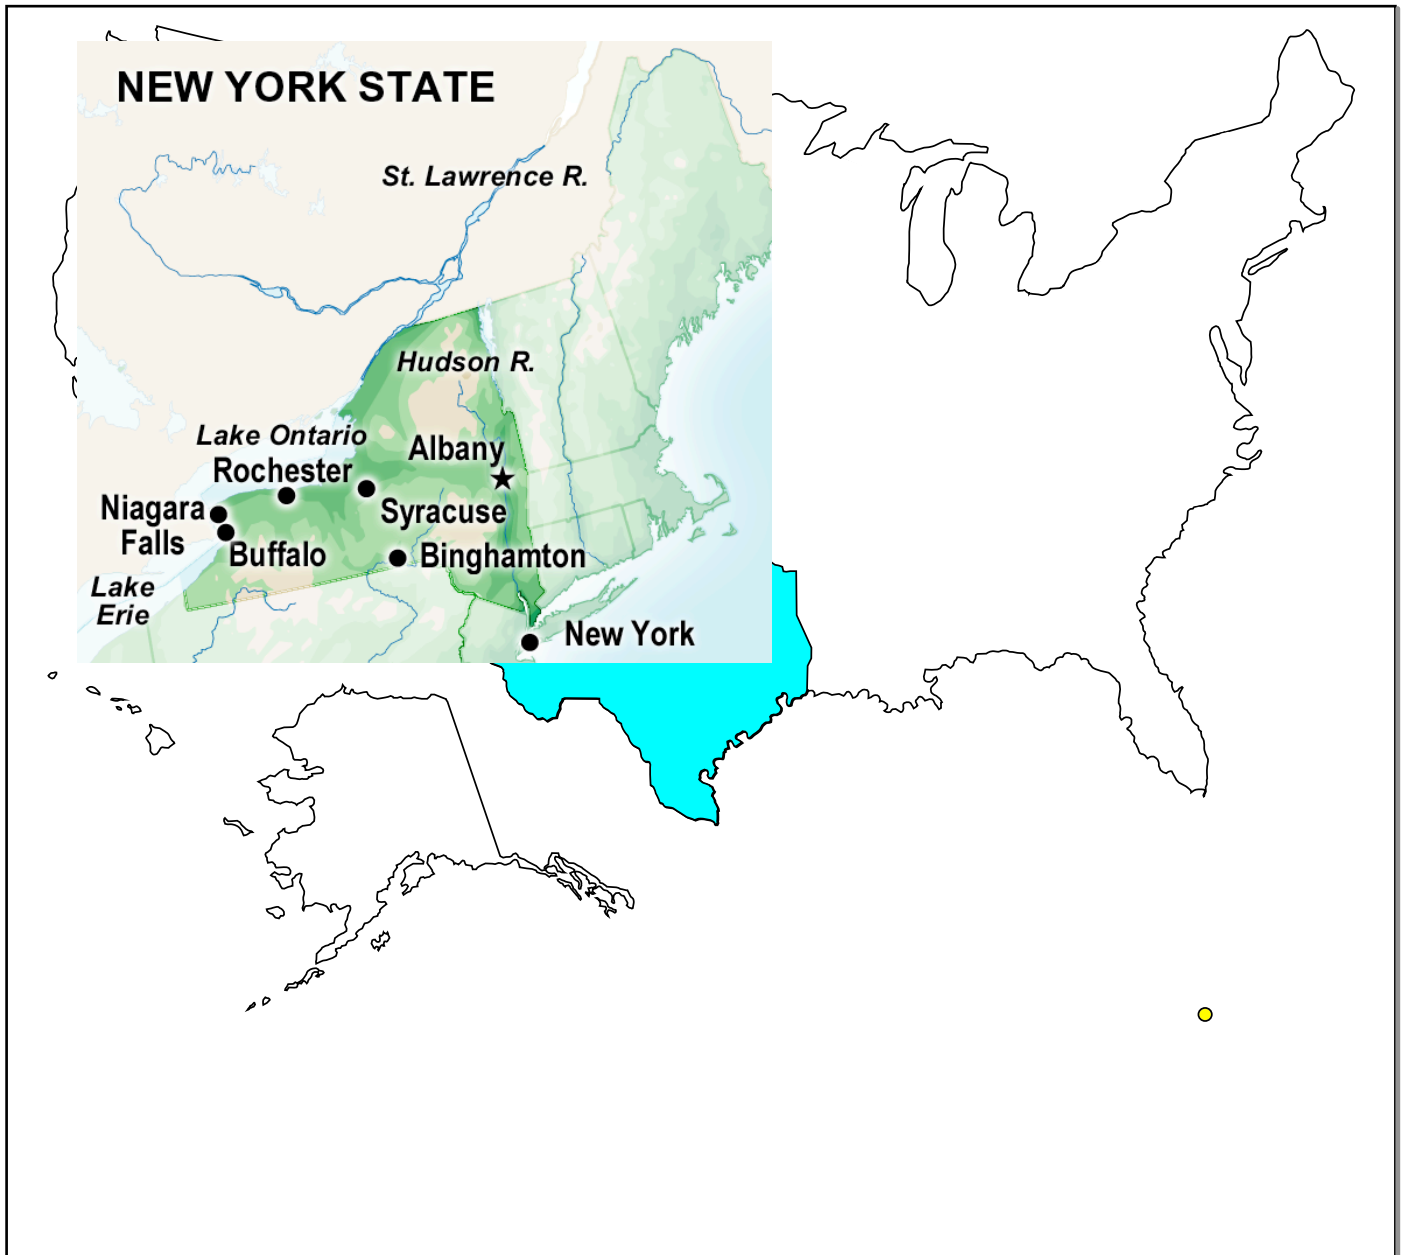 NEW YORK STATE
St. Lawrence R.
Hudson R.
Lake Ontario
Albany
Rochester
Niagara
Falls
Syracuse
Buffalo
Binghamton
Lake
Erie
New York